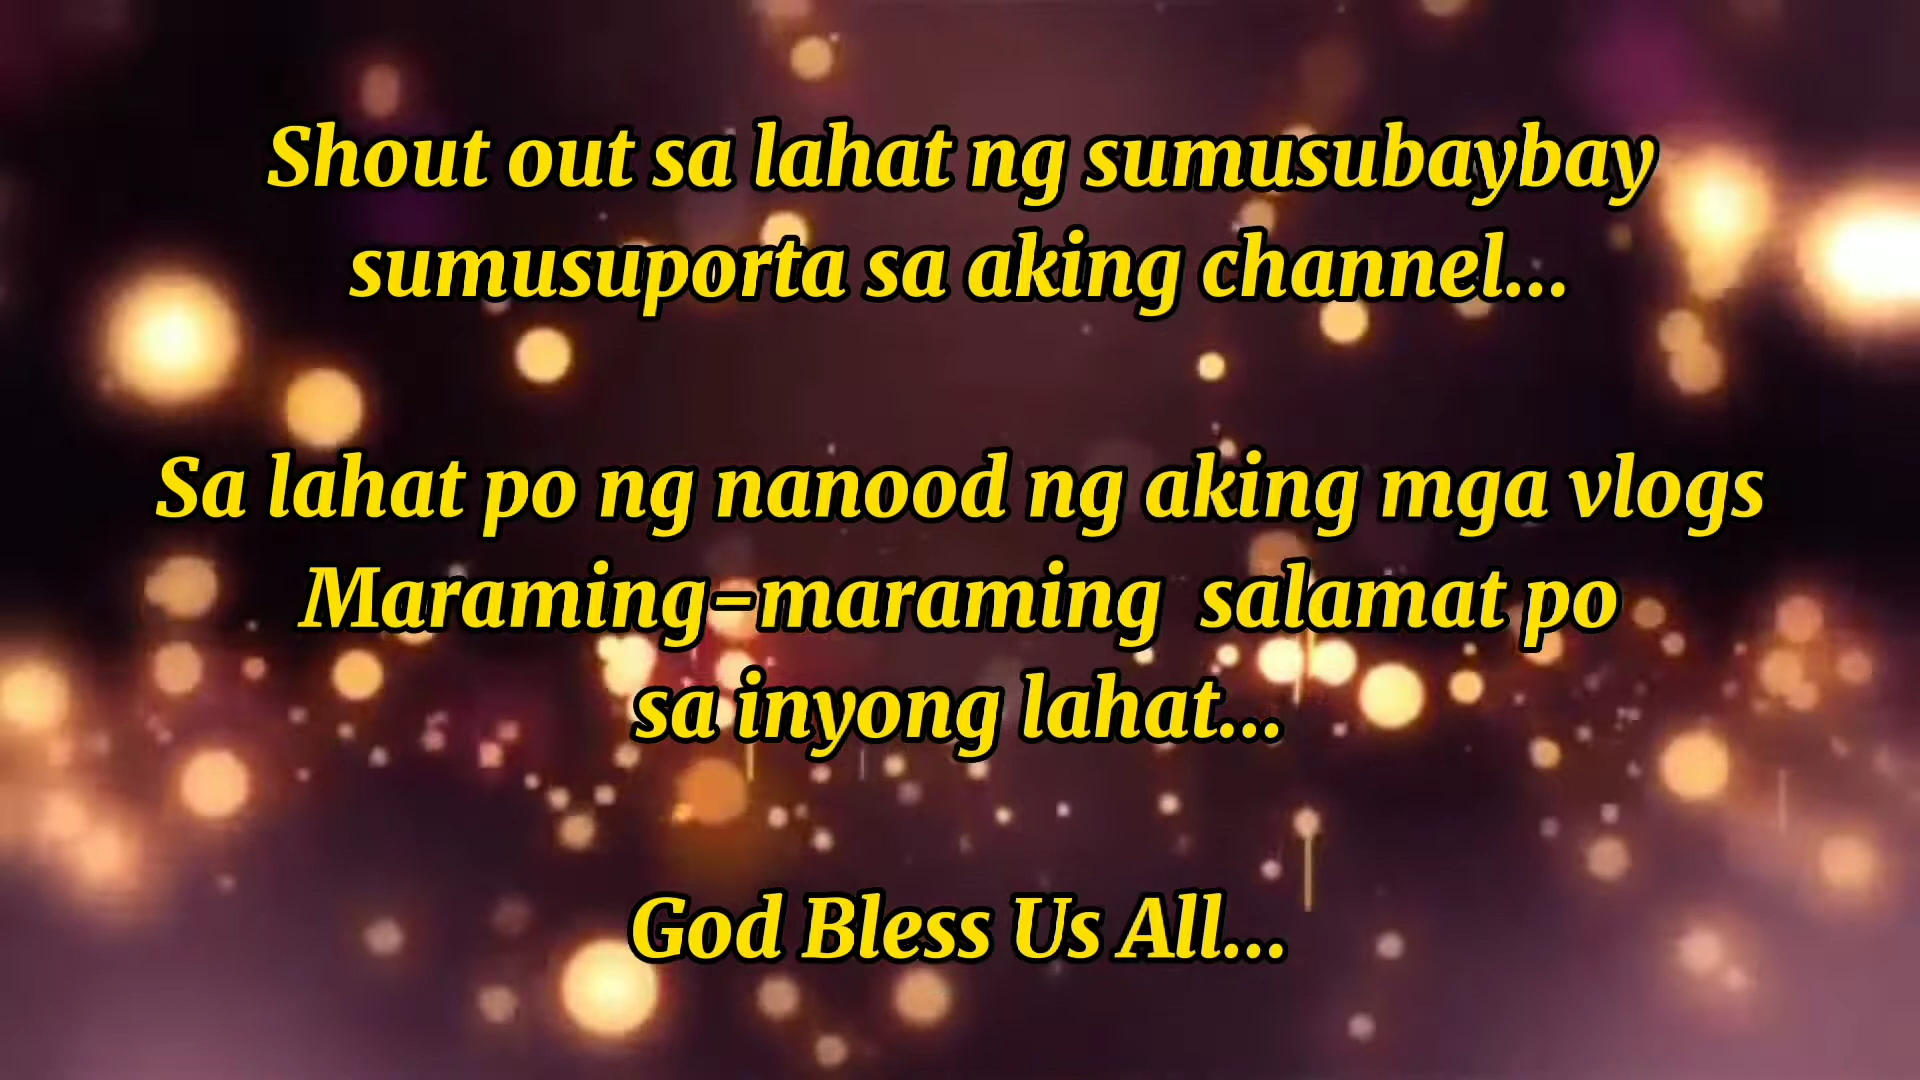 Shout out sa lahat ng sumusubaybay
sumusuporta sa aking channel...
Sa lahat po ng nanood ng aking mga vlogs
Maraming-maraming salamat po
sa inyong lahat...
God Bless Us All...